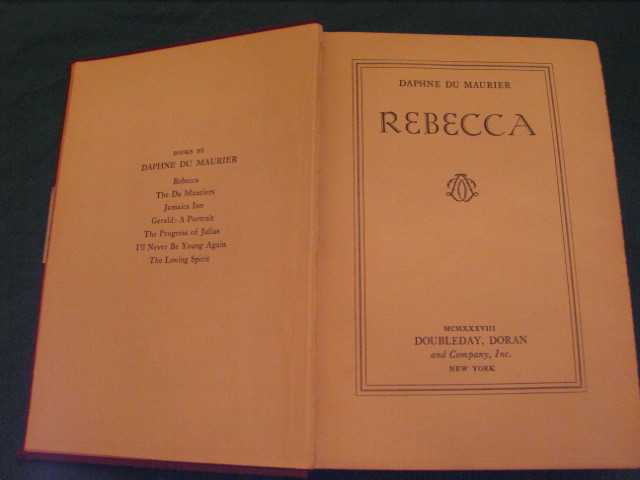 BOOKS BY
DAPHNE DU MAURIER
Rebecca
The Du Mauriers
Jamaica Inn
Gerald: A Portrait
The Progress of Julius
I'll Never Be Young Again
The Loving Spirit
DAPHNE DU MAURIER
REBECCA
MCMXXXVIII
DOUBLEDAY, DORAN
and Company, Inc.
NEW YORK